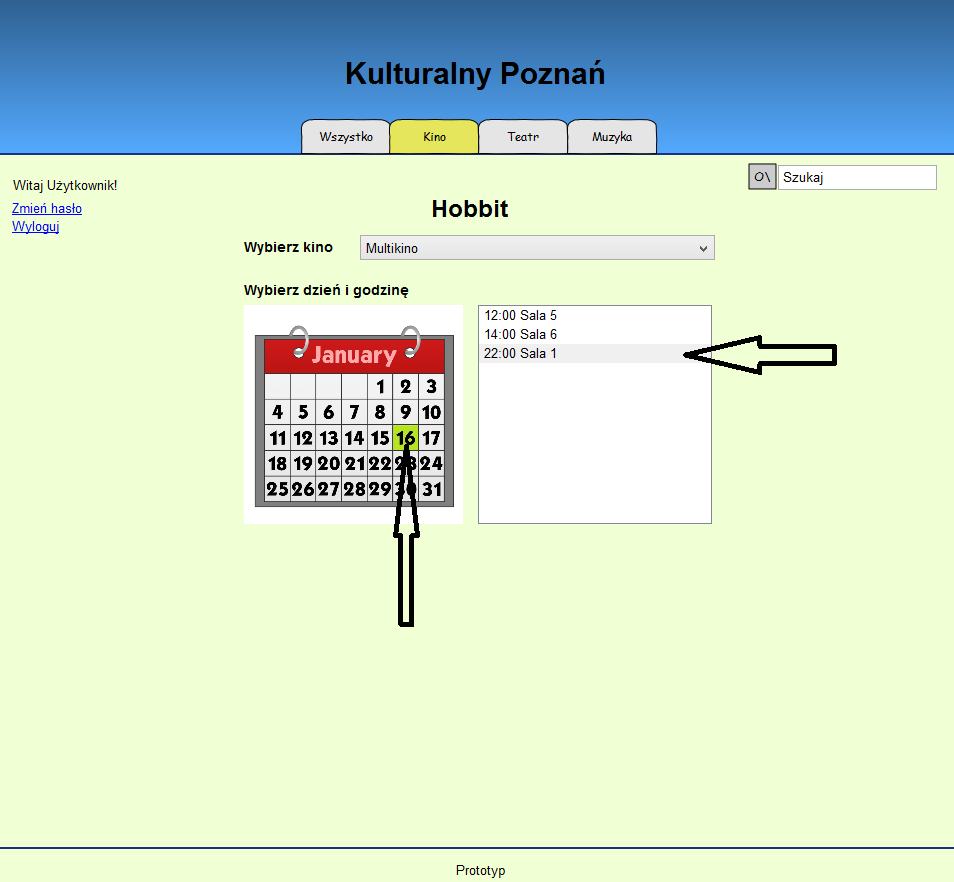 Kulturalny Poznań
Wszystko Kino Teatr Muzyka
O\ Szukaj
Witaj Użytkownik!
Zmień hasło
Wyloguj
Hobbit
Wybierz kino Multikino
Wybierz dzień i godzinę
January
1 2 3
4 5 6 7 8 9 10
11 12 13 14 15 16 17
18 19 20 21 22 23 24
25 26 27 28 29 30 31
12:00 Sala 5
14:00 Sala 6
22:00 Sala 1
Prototyp